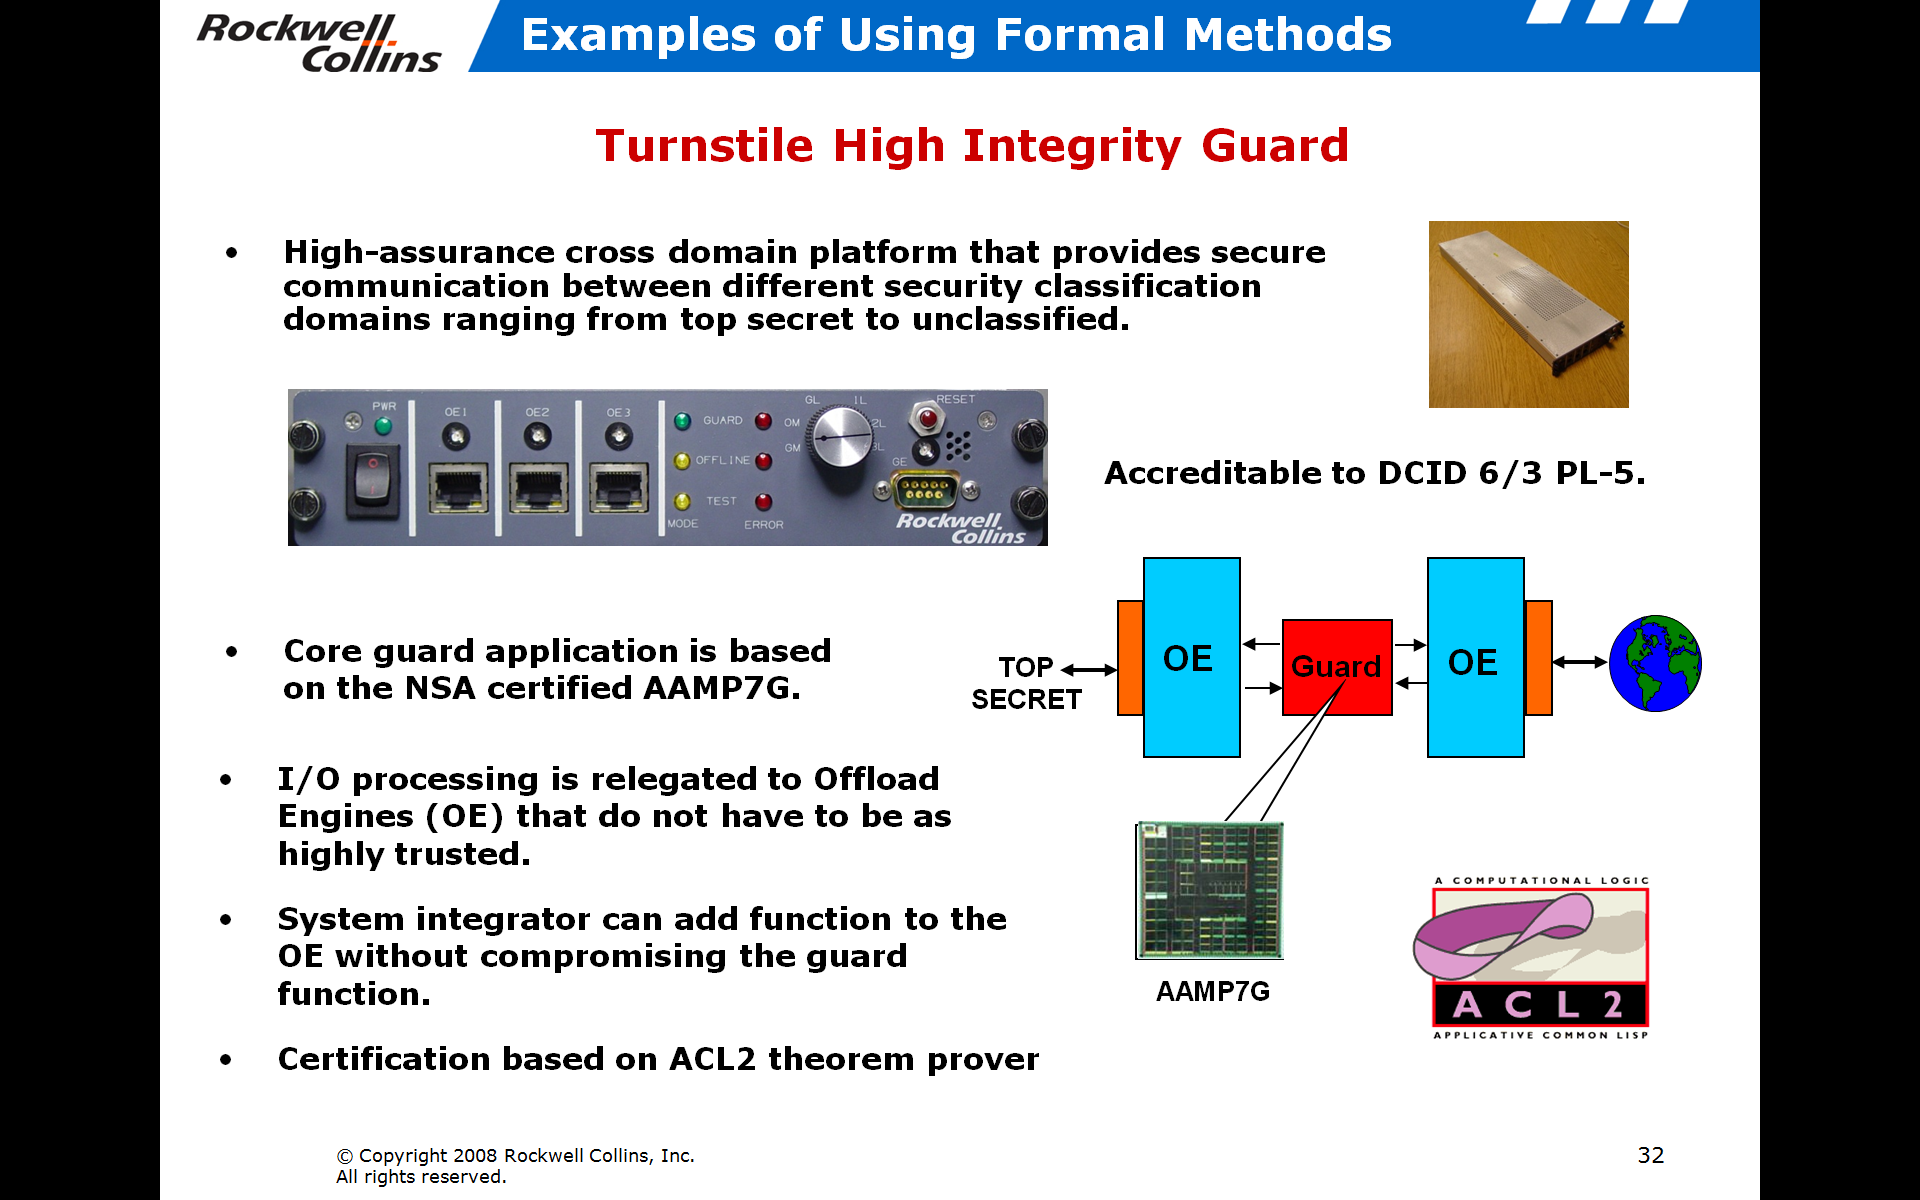 Rockwell
Collins
Examples of Using Formal Methods
Turnstile High Integrity Guard
• High-assurance cross domain platform that provides secure
communication between different security classification
domains ranging from top secret to unclassified.
PWR
OE1
OE2
OE3
GUARD
OFFLINE
TEST
MODE
ERROR
GL
1L
OM
2L
GM
3L
RESET
GE
Rockwell
Collins
Accreditable to DCID 6/3 PL-5.
• Core guard application is based
on the NSA certified AAMP7G.
TOP
SECRET
OE
Guard
OE
• I/O processing is relegated to Offload
Engines (OE) that do not have to be as
highly trusted.
• System integrator can add function to the
OE without compromising the guard
function.
AAMP7G
A COMPUTATIONAL LOGIC
ACL2
APPLICATIVE COMMON LISP
• Certification based on ACL2 theorem prover
© Copyright 2008 Rockwell Collins, Inc.
All rights reserved.
32